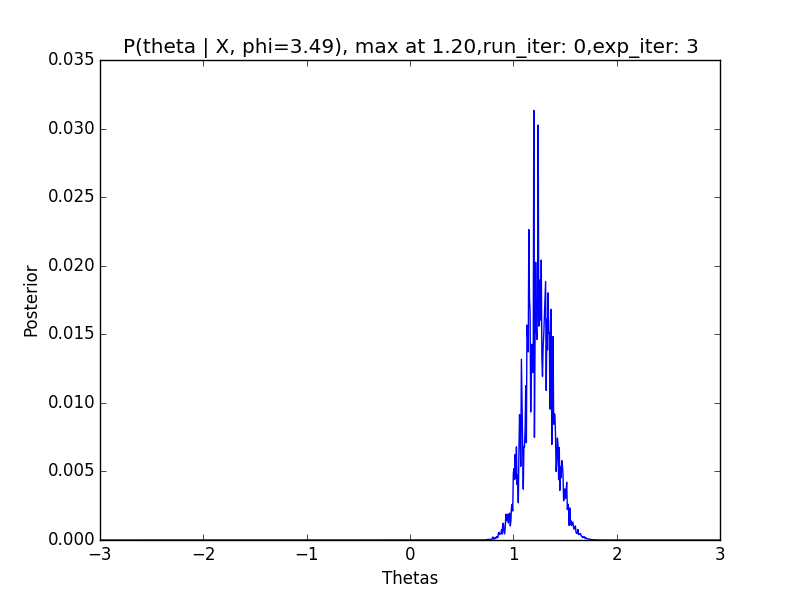 P(theta | X, phi=3.49), max at 1.20,run_iter: 0,exp_iter: 3
0.035
0.030
0.025
0.020
0.015
0.010
0.005
0.000
Posterior
−3 −2 −1 0 1 2 3
Thetas